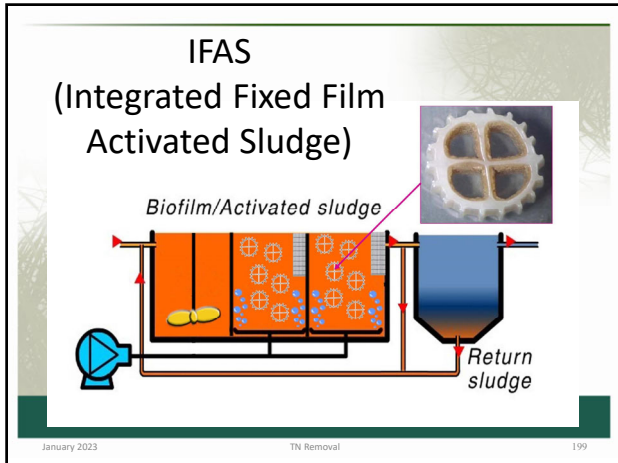 IFAS
(Integrated Fixed Film
Activated Sludge)
Biofilm/Activated sludge
Return
sludge
January 2023
TN Removal
199